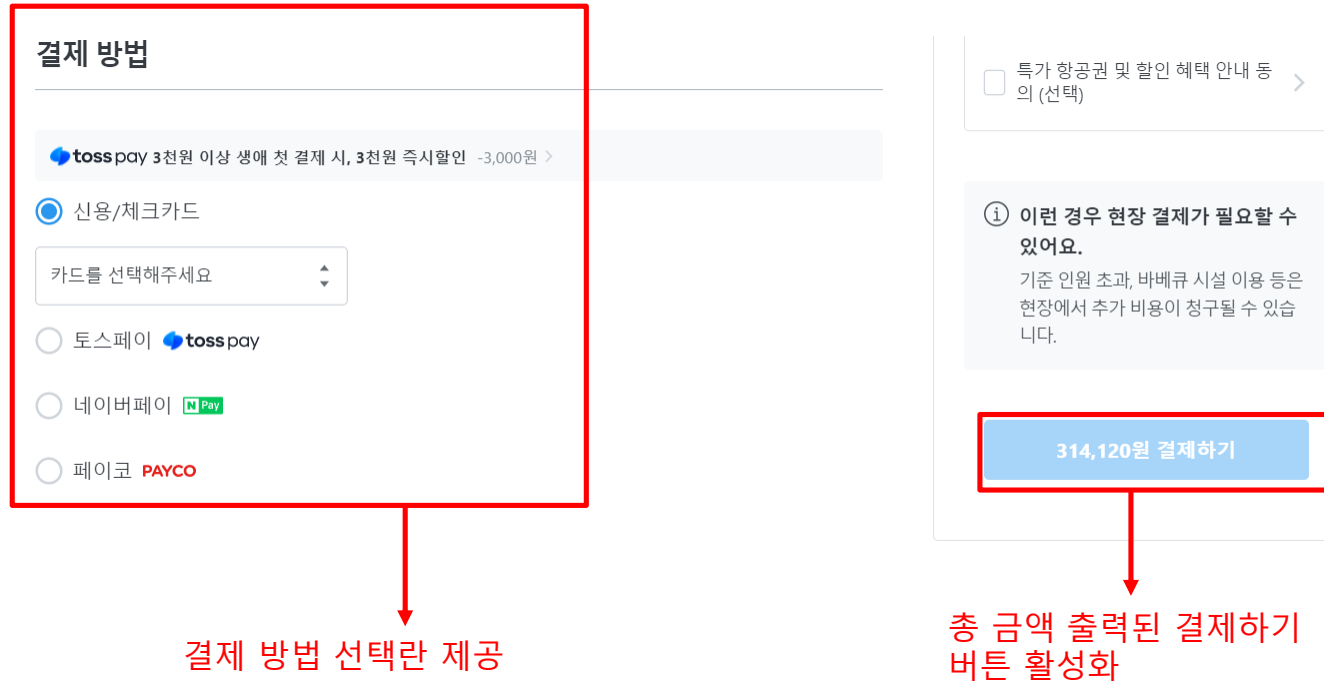 결제 방법
toss pay 3천원 이상 생애 첫 결제 시, 3천원 즉시할인 -3,000원
신용/체크카드
카드를 선택해주세요
토스페이 toss pay
네이버페이 N Pay
페이코 PAYCO
결제 방법 선택란 제공
특가 항공권 및 할인 혜택 안내 동
의 (선택)
이런 경우 현장 결제가 필요할 수
있어요.
기준 인원 초과, 바베큐 시설 이용 등은
현장에서 추가 비용이 청구될 수 있습
니다.
314,120원 결제하기
총 금액 출력된 결제하기
버튼 활성화